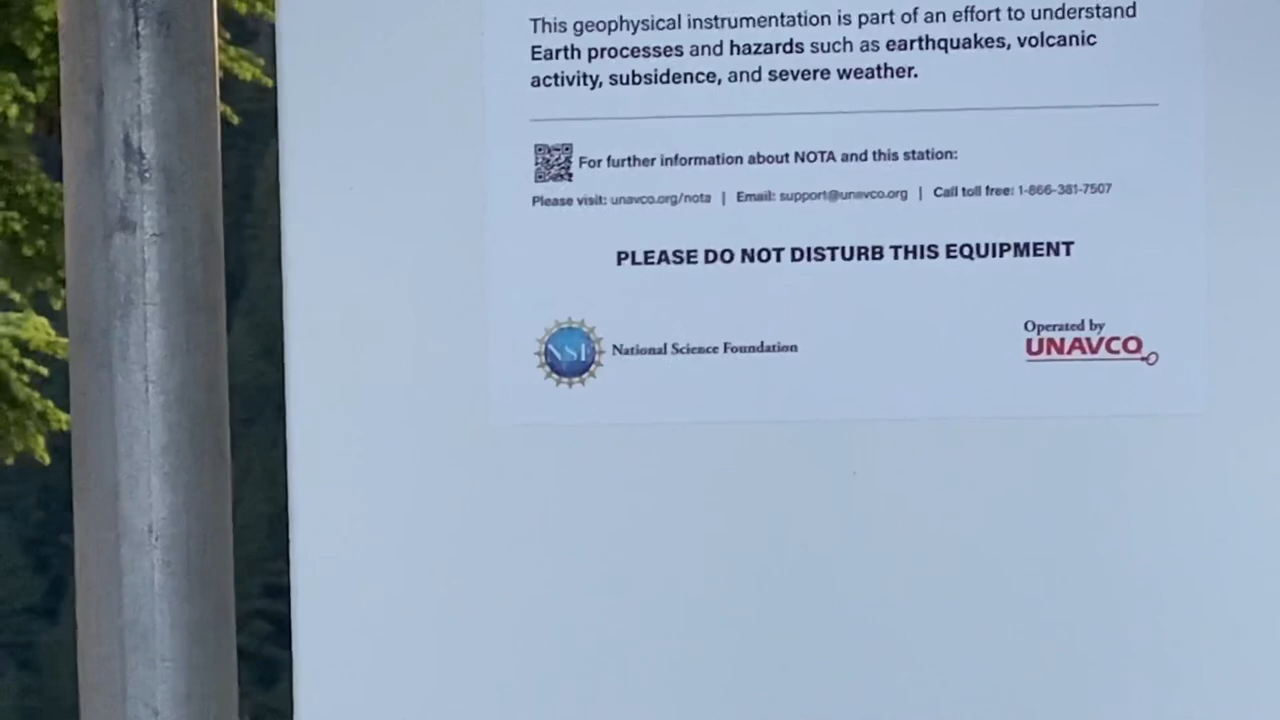 This geophysical instrumentation is part of an effort to understand
Earth processes and hazards such as earthquakes, volcanic
activity, subsidence, and severe weather.
For further information about NOTA and this station:
Please visit: unavco.org/nota | Email: support@unavco.org | Call toll free: 1-866-381-7507
PLEASE DO NOT DISTURB THIS EQUIPMENT
NSF
National Science Foundation
Operated by
UNAVCO